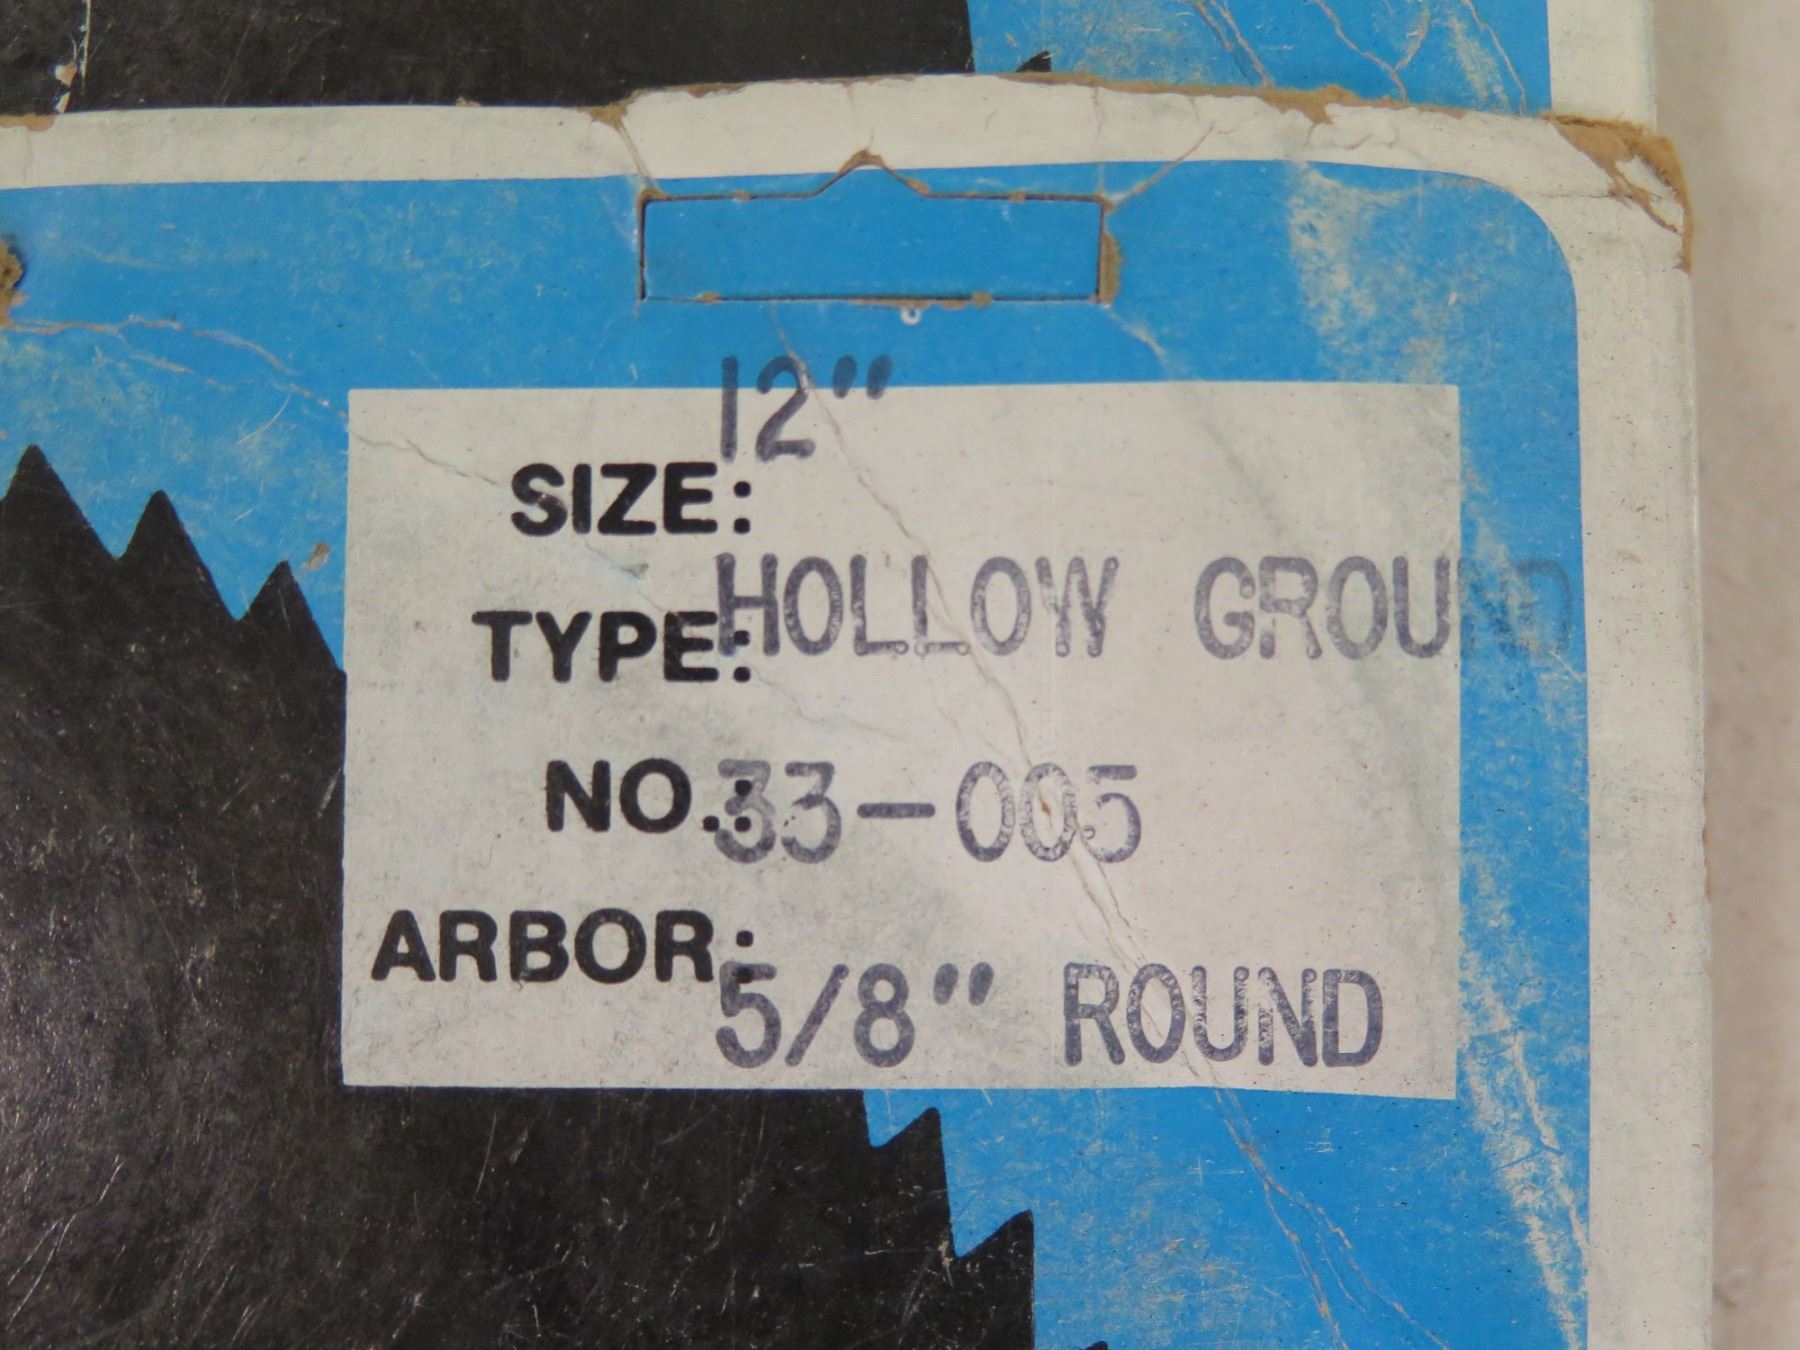 SIZE: 12"
TYPE: HOLLOW GROUND
NO.: 33-005
ARBOR: 5/8" ROUND